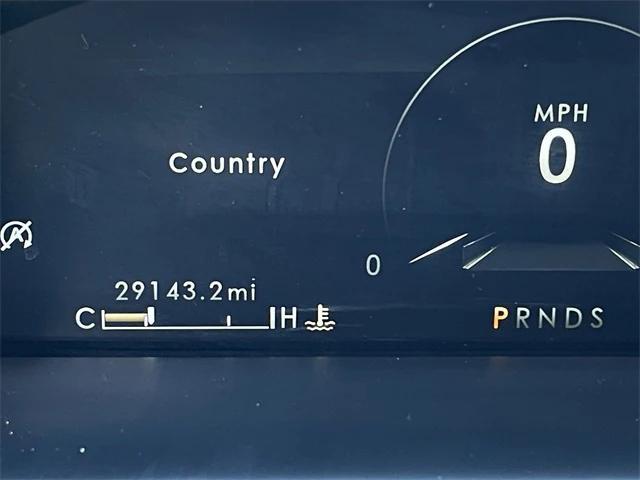 MPH
0
Country
A
0
29143.2mi
C H
PRNDS